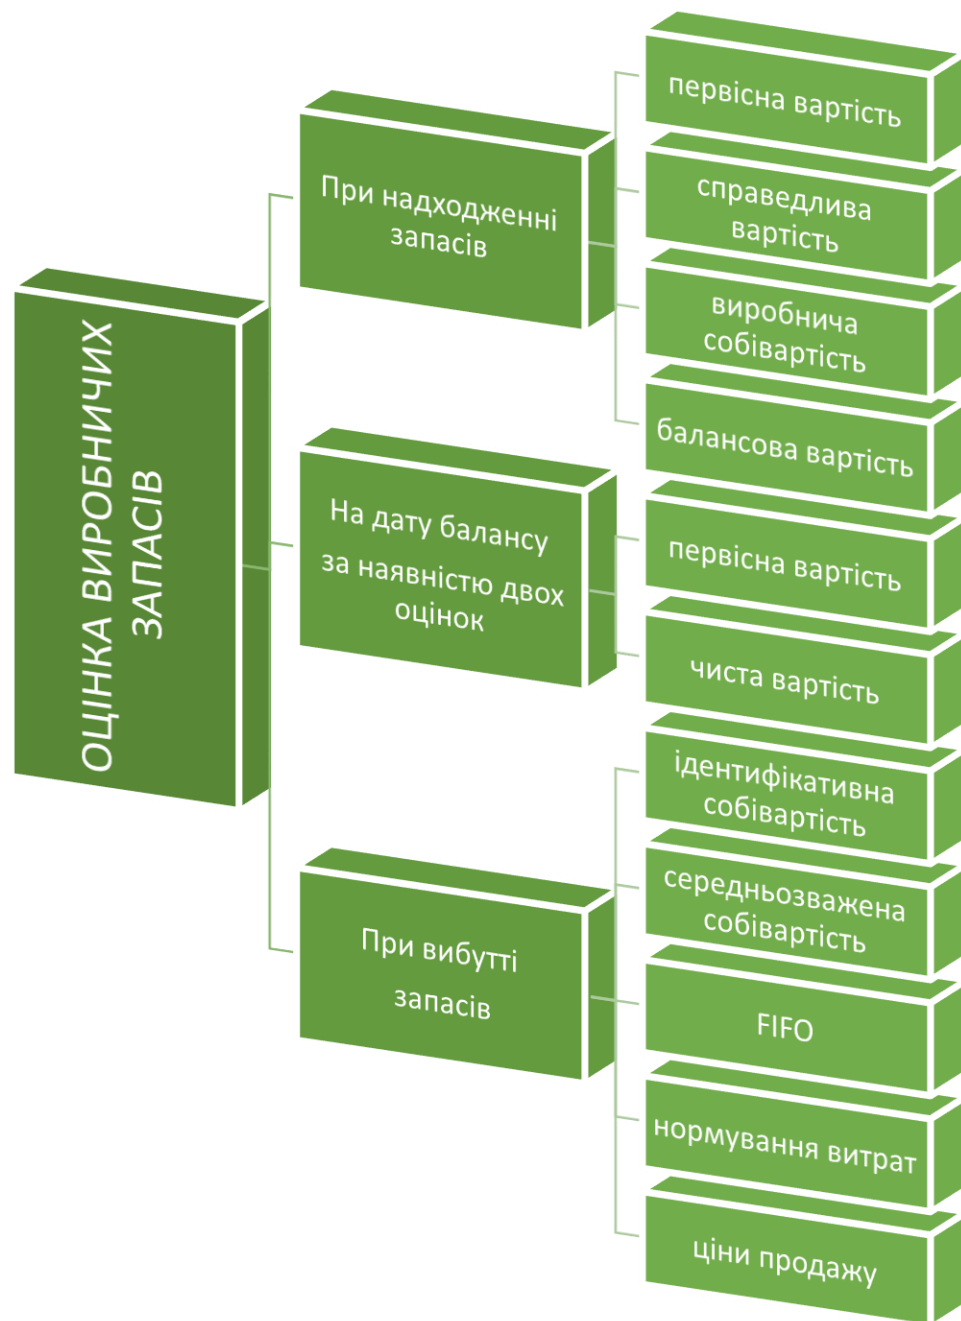 ОЦІНКА ВИРОБНИЧИХ
ЗАПАСІВ
При надходженні
запасів
первісна вартість
справедлива
вартість
виробнича
собівартість
балансова вартість
На дату балансу
за наявністю двох
оцінок
первісна вартість
чиста вартість
При вибутті
запасів
ідентифікативна
собівартість
середньозважена
собівартість
FIFO
нормування витрат
ціни продажу